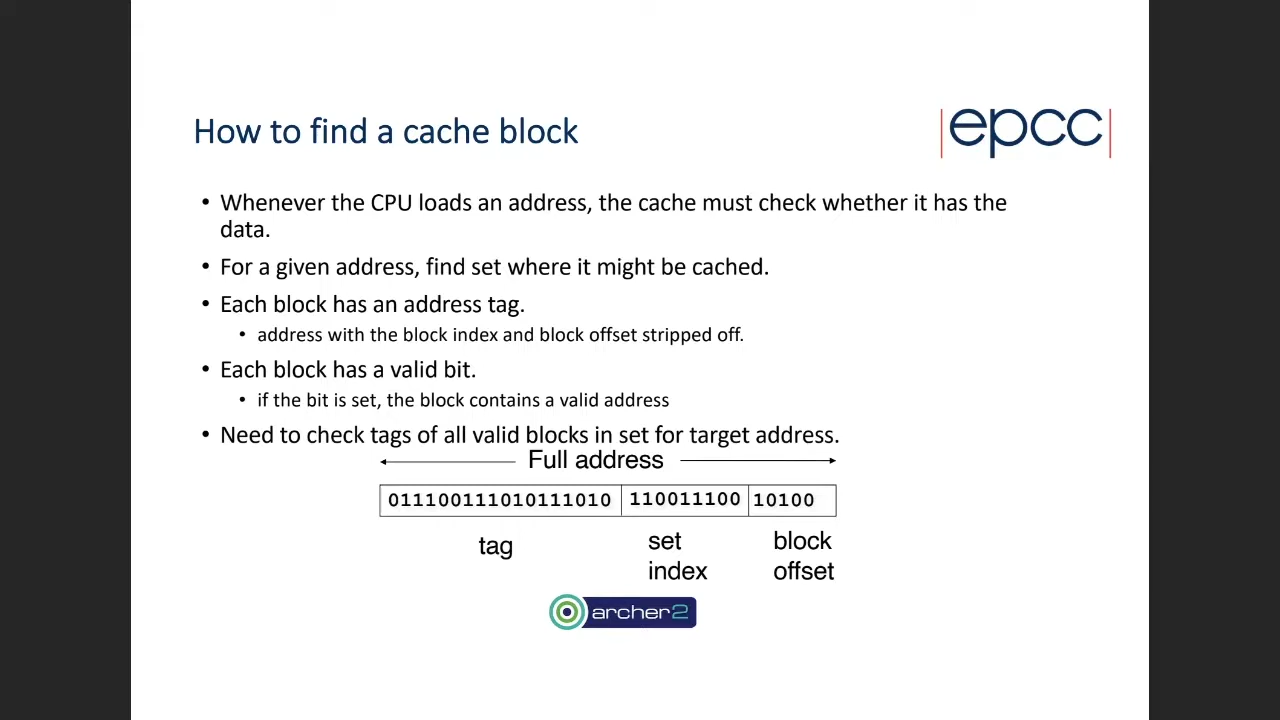 How to find a cache block
|epcc|
• Whenever the CPU loads an address, the cache must check whether it has the
data.
• For a given address, find set where it might be cached.
• Each block has an address tag.
• address with the block index and block offset stripped off.
• Each block has a valid bit.
• if the bit is set, the block contains a valid address
• Need to check tags of all valid blocks in set for target address.
Full address
011100111010111010 110011100 10100
tag set index block offset
archer2